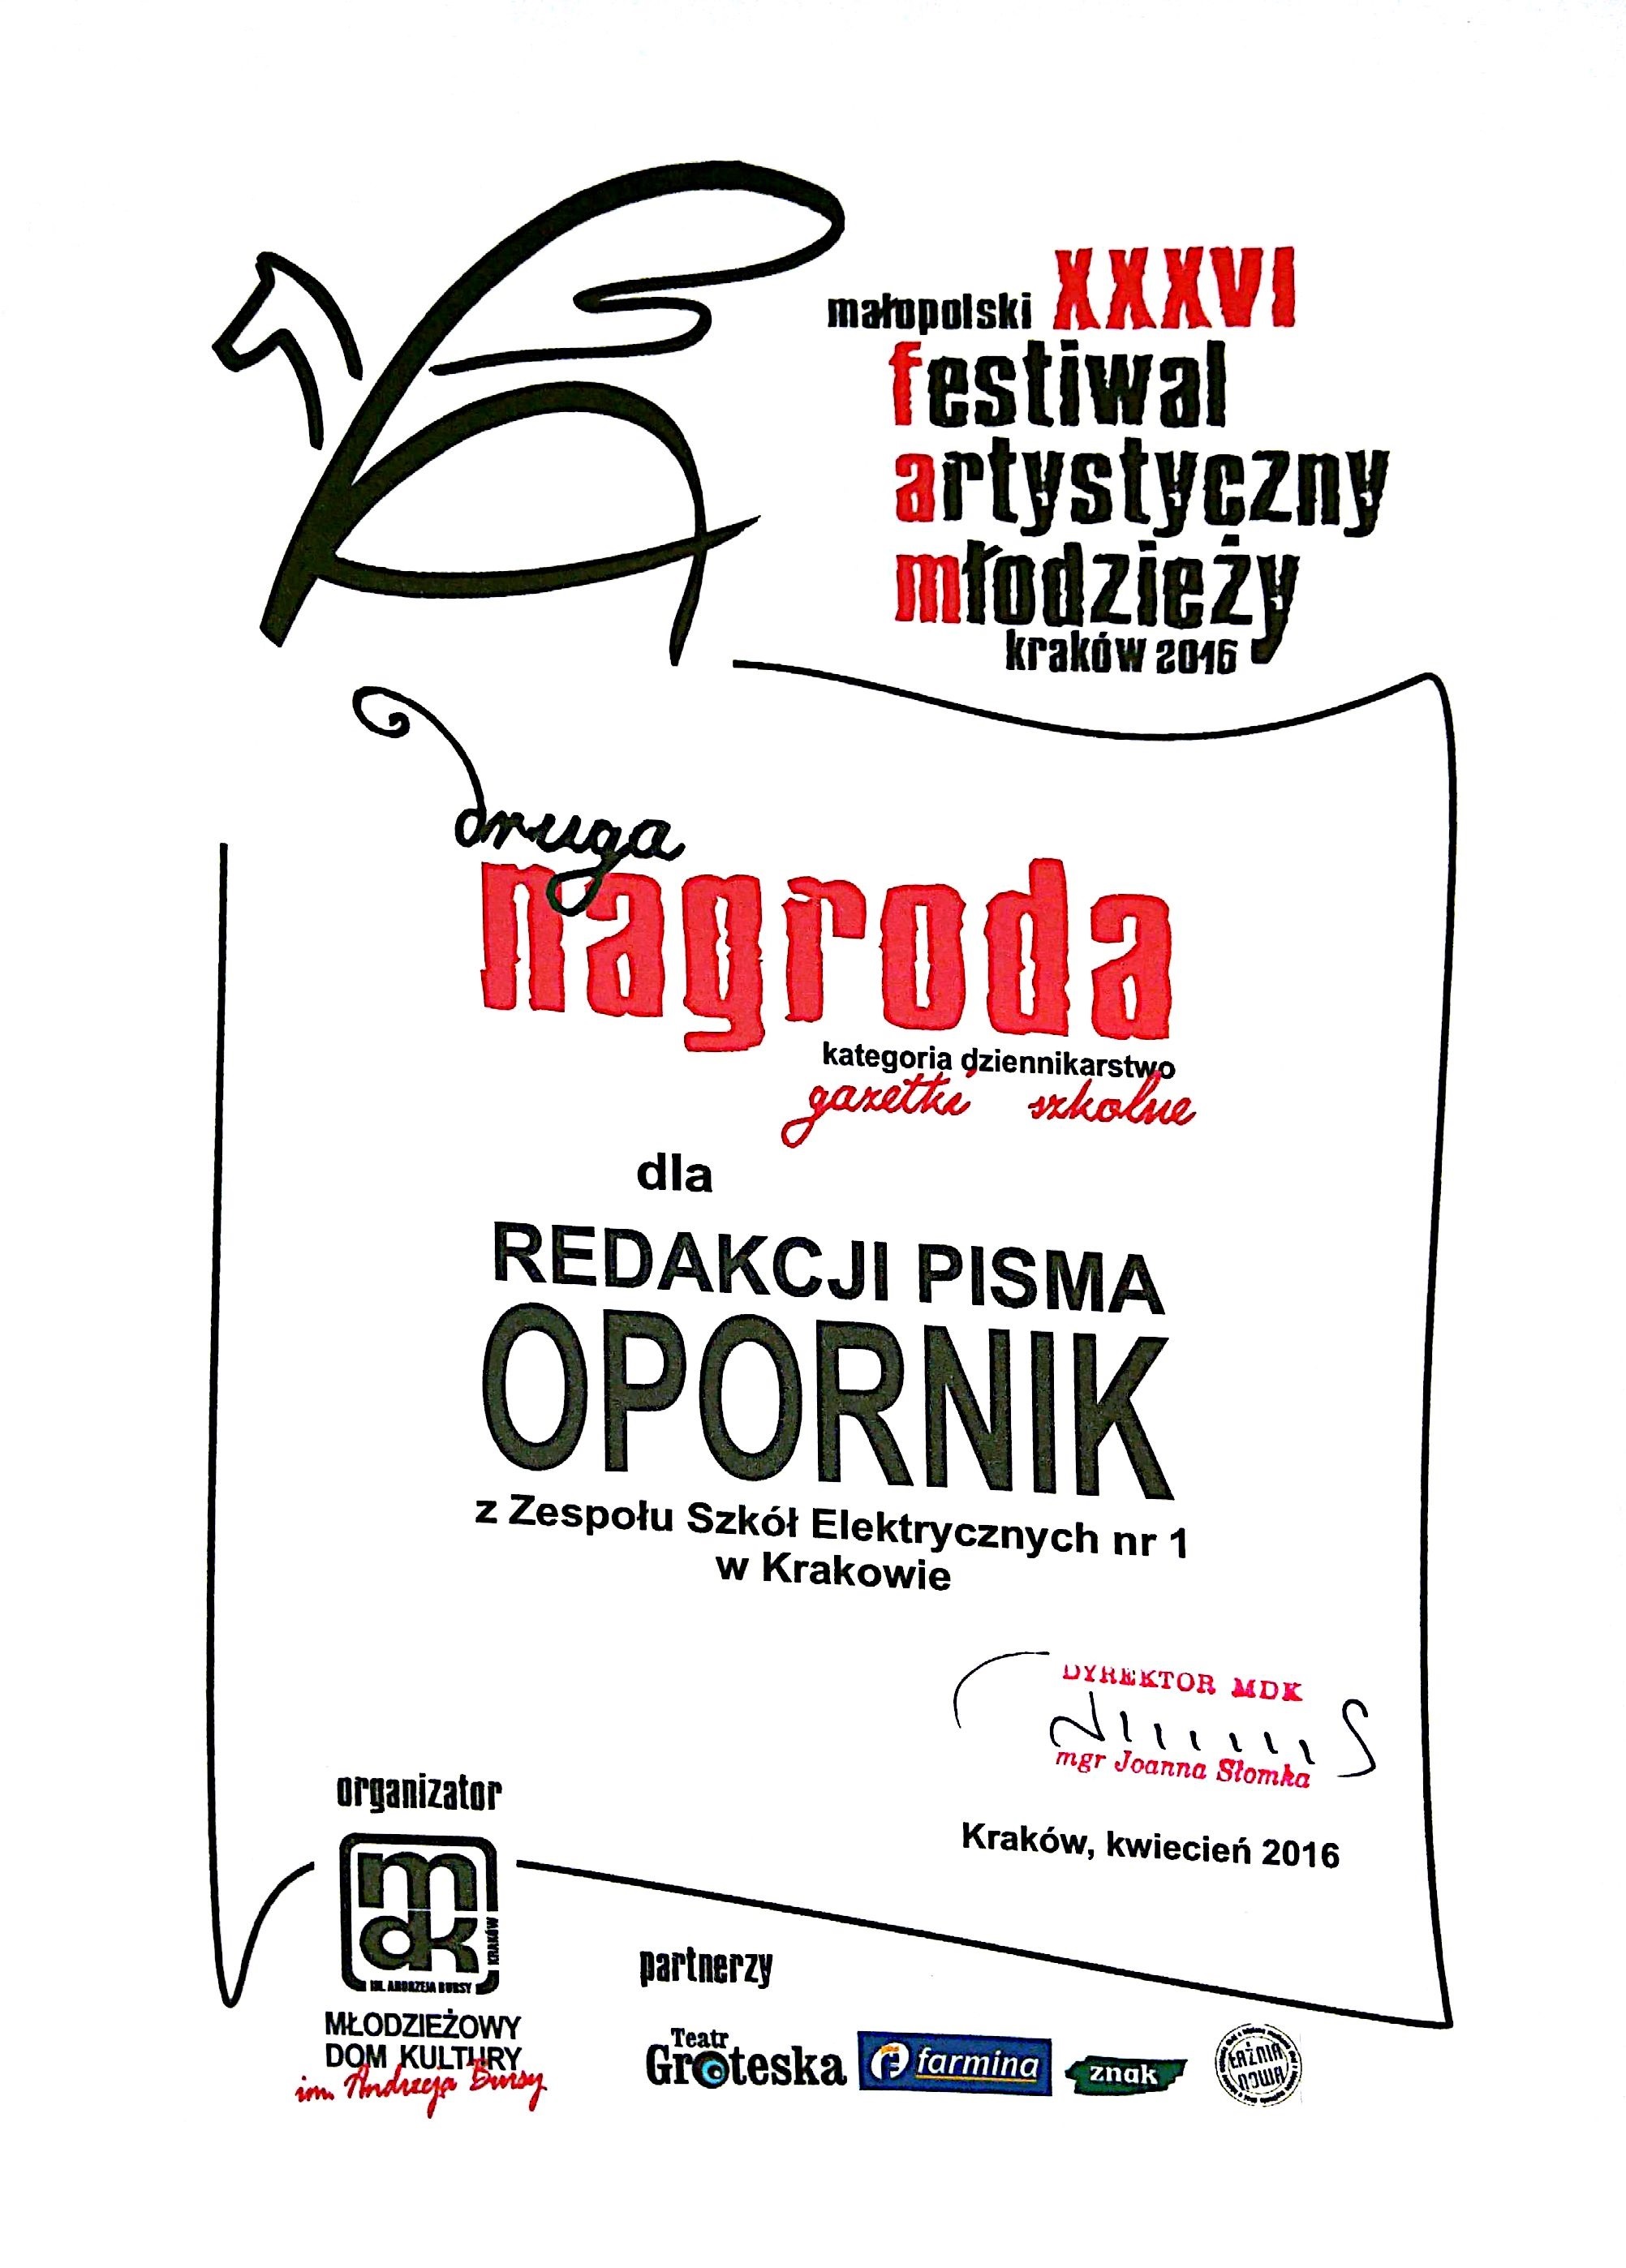 małopolski XXXVI
festiwal
artystyczny
młodzieży
kraków 2016
druga
nagroda
kategoria dziennikarstwo
gazetki szkolne
dla
REDAKCJI PISMA
OPORNIK
z Zespołu Szkół Elektrycznych nr 1
w Krakowie
DYREKTOR MDK
mgr Joanna Słomka
Kraków, kwiecień 2016
organizator
mdk
KRAKÓW
IM. ANDRZEJA BURSY
MŁODZIEŻOWY
DOM KULTURY
im. Andrzeja Bursy
partnerzy
Teatr
Groteska
farmina
znak
ŁAŹNIA
NOWA